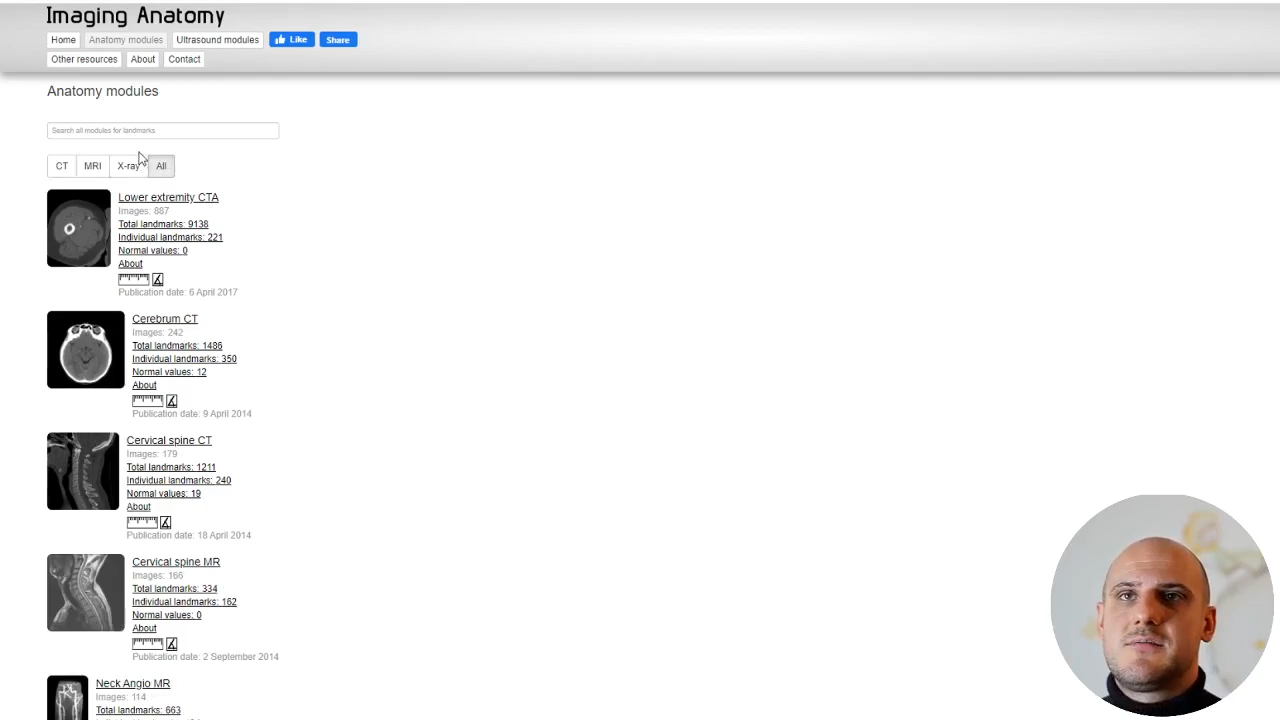 Imaging Anatomy
Home Anatomy modules Ultrasound modules Like Share
Other resources About Contact
Anatomy modules
Search all modules for landmarks
CT MRI X-ray All
Lower extremity CTA
Images: 887
Total landmarks: 9138
Individual landmarks: 221
Normal values: 0
About
Publication date: 6 April 2017
Cerebrum CT
Images: 242
Total landmarks: 1486
Individual landmarks: 350
Normal values: 12
About
Publication date: 9 April 2014
Cervical spine CT
Images: 179
Total landmarks: 1211
Individual landmarks: 240
Normal values: 19
About
Publication date: 18 April 2014
Cervical spine MR
Images: 166
Total landmarks: 334
Individual landmarks: 162
Normal values: 0
About
Publication date: 2 September 2014
Neck Angio MR
Images: 114
Total landmarks: 663